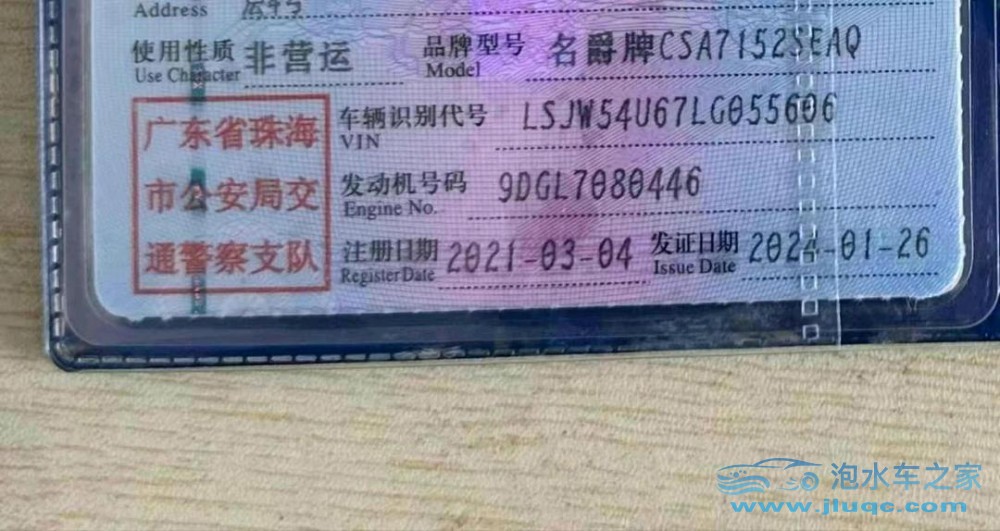 Address
使用性质 非营运 品牌型号 名爵牌CSA7152SEAQ
Use Character Model
车辆识别代号 LSJW54U67LG055606
VIN
广东省珠海
市公安局交
通警察支队
发动机号码 9DGL7080446
Engine No.
注册日期 2021-03-04 发证日期 2024-01-26
Register Date Issue Date
泡水车之家
www.jluqc.com